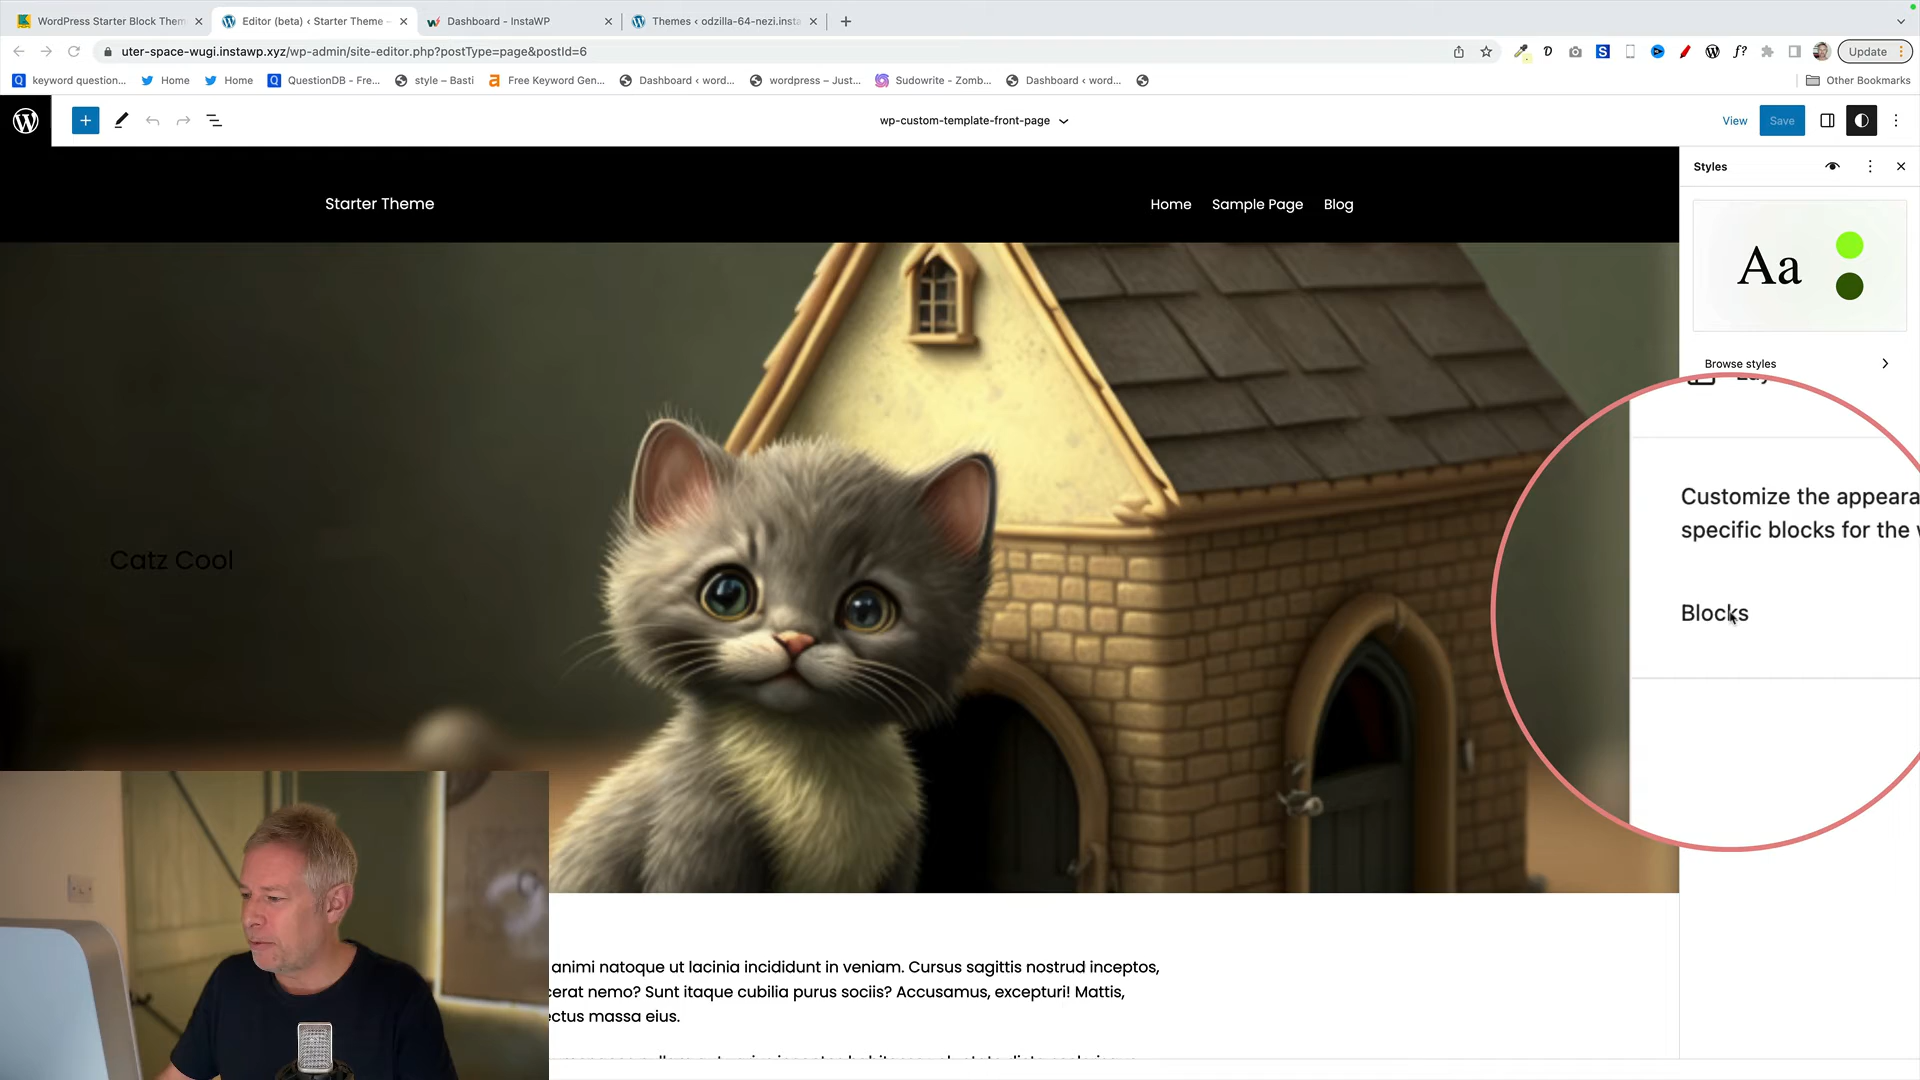 WordPress Starter Block Them
Editor (beta) ‹ Starter Theme –
Dashboard - InstaWP
Themes ‹ odzilla-64-nezi.insta
uter-space-wugi.instawp.xyz/wp-admin/site-editor.php?postType=page&postId=6
Update
keyword question...
Home
Home
QuestionDB - Fre...
style – Basti
Free Keyword Gen...
Dashboard ‹ word...
wordpress – Just...
Sudowrite - Zomb...
Dashboard ‹ word...
Other Bookmarks
wp-custom-template-front-page
View
Save
Styles
Starter Theme
Home
Sample Page
Blog
Aa
Browse styles
Customize the appeara
specific blocks for the
Blocks
Catz Cool
animi natoque ut lacinia incididunt in veniam. Cursus sagittis nostrud inceptos,
cerat nemo? Sunt itaque cubilia purus sociis? Accusamus, excepturi! Mattis,
ectus massa eius.